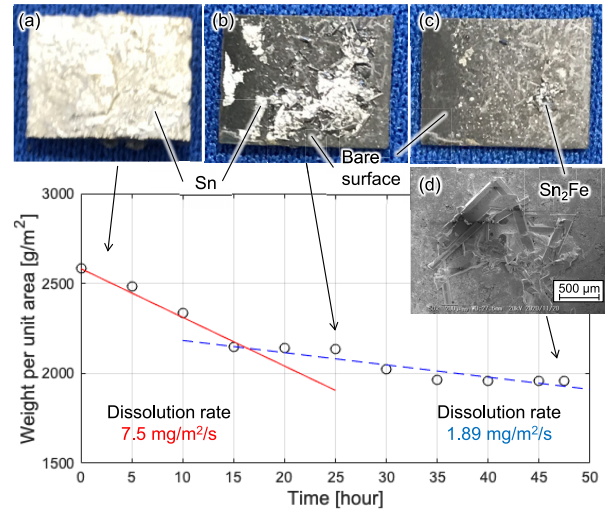 (a)
(b)
(c)
Sn
Bare
surface
Sn₂Fe
(d)
500 µm
Weight per unit area [g/m²]
3000
2500
2000
1500
Dissolution rate
7.5 mg/m²/s
Dissolution rate
1.89 mg/m²/s
0
5
10
15
20
25
30
35
40
45
50
Time [hour]